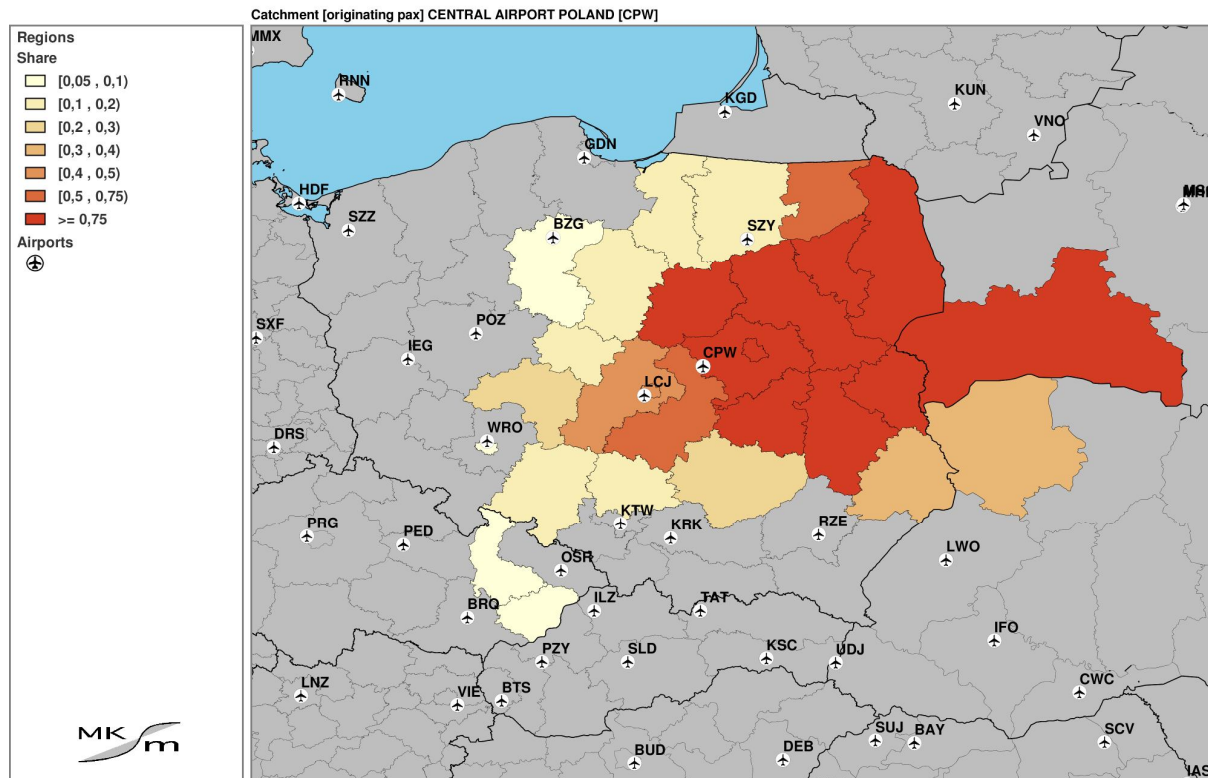 Catchment [originating pax] CENTRAL AIRPORT POLAND [CPW]
Regions
Share
[0,05 , 0,1)
[0,1 , 0,2)
[0,2 , 0,3)
[0,3 , 0,4)
[0,4 , 0,5)
[0,5 , 0,75)
>= 0,75
Airports
MK
m
MMX
RNN
KGD
KUN
VNO
GDN
HDF
SZZ
BZG
SZY
SXF
POZ
IEG
CPW
LCJ
DRS
WRO
PRG
PED
KTW
KRK
RZE
OSR
LWO
BRQ
ILZ
TAT
IFO
PZY
SLD
KSC
UDJ
LNZ
VIE
BTS
CWC
SUJ
BAY
SCV
BUD
DEB
IAS